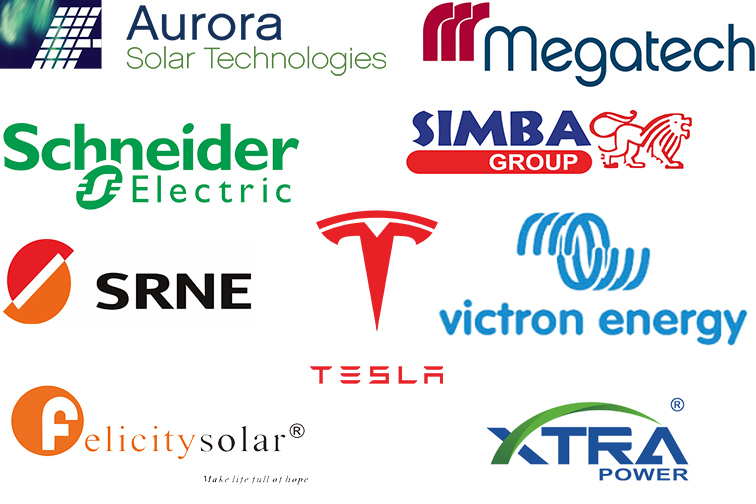 Aurora
Solar Technologies
Megatech
Schneider
Electric
SIMBA
GROUP
SRNE
TESLA
victron energy
felicitysolar®
Make life full of hope
XTRA ®
POWER